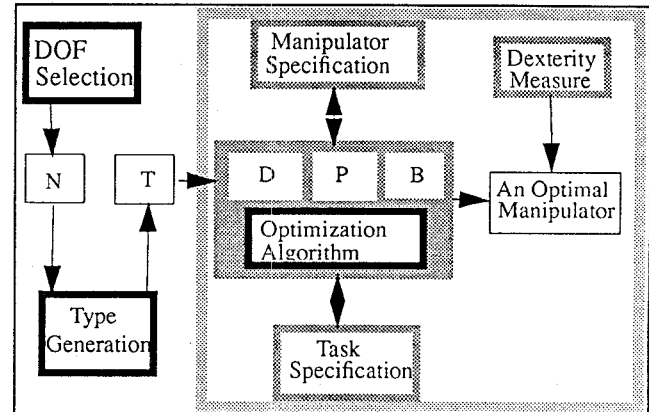 DOF
Selection
Manipulator
Specification
Dexterity
Measure
N
T
D
P
B
An Optimal
Manipulator
Optimization
Algorithm
Type
Generation
Task
Specification